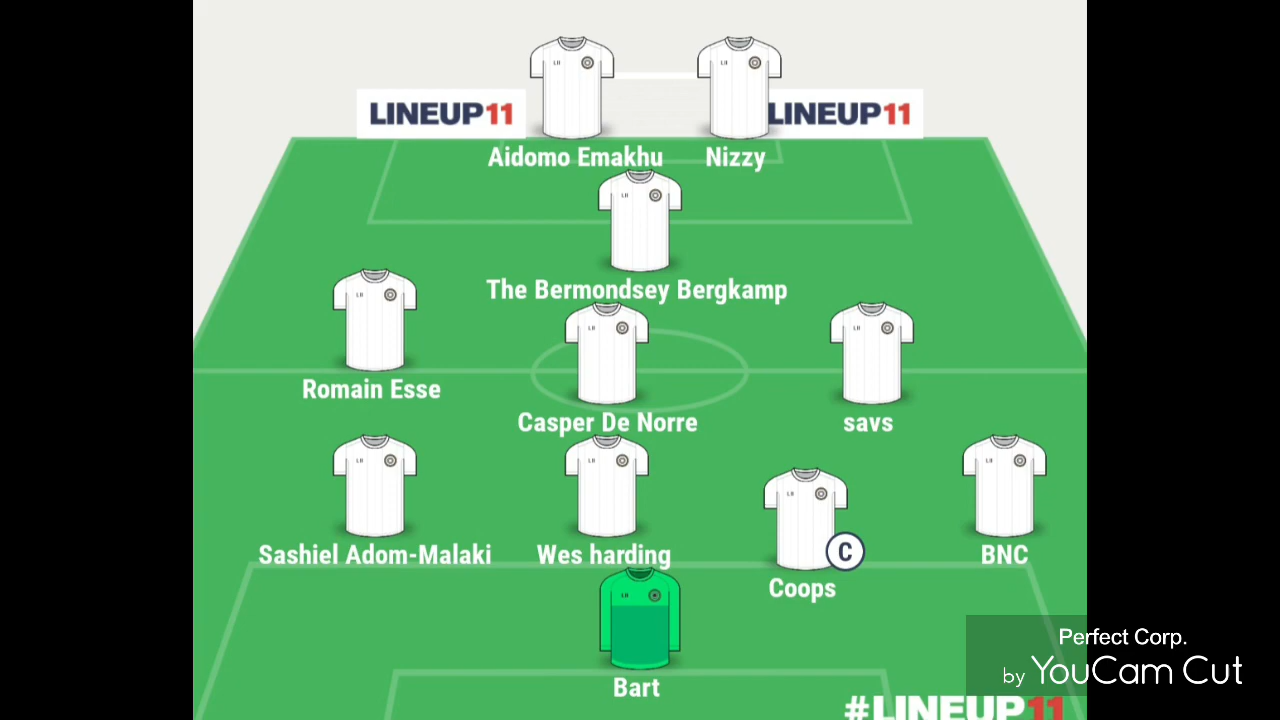 LINEUP11
LINEUP11
Aidomo Emakhu
Nizzy
The Bermondsey Bergkamp
Romain Esse
Casper De Norre
savs
Sashiel Adom-Malaki
Wes harding
C
Coops
BNC
Bart
Perfect Corp.
by YouCam Cut
#LINEUP11